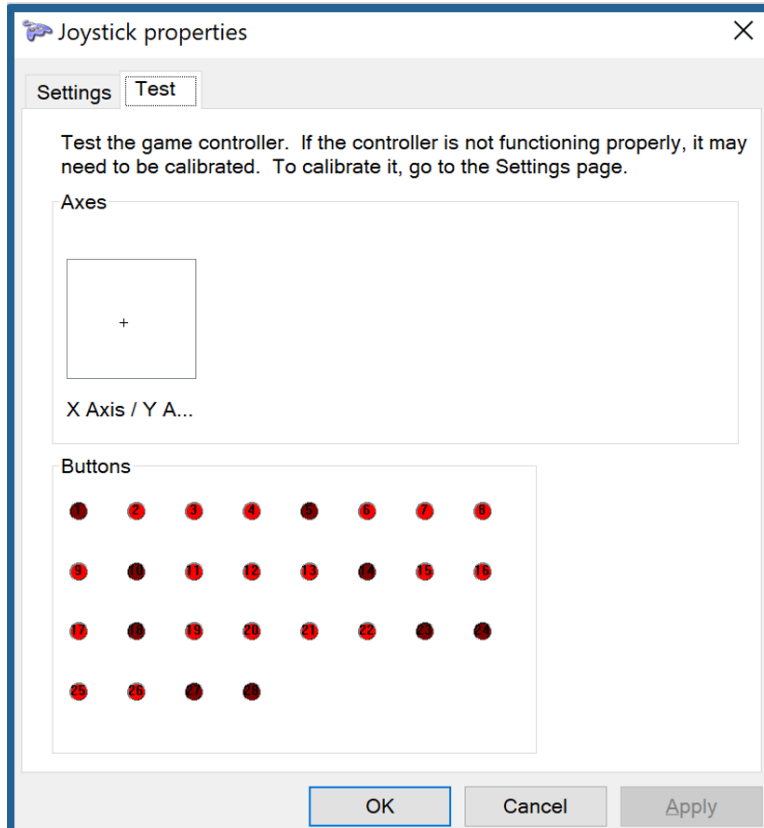 Joystick properties
Settings Test
Test the game controller.  If the controller is not functioning properly, it may
need to be calibrated.  To calibrate it, go to the Settings page.
Axes
X Axis / Y A...
Buttons
1 2 3 4 5 6 7 8
9 10 11 12 13 14 15 16
17 18 19 20 21 22 23 24
25 26 27 28
OK Cancel Apply